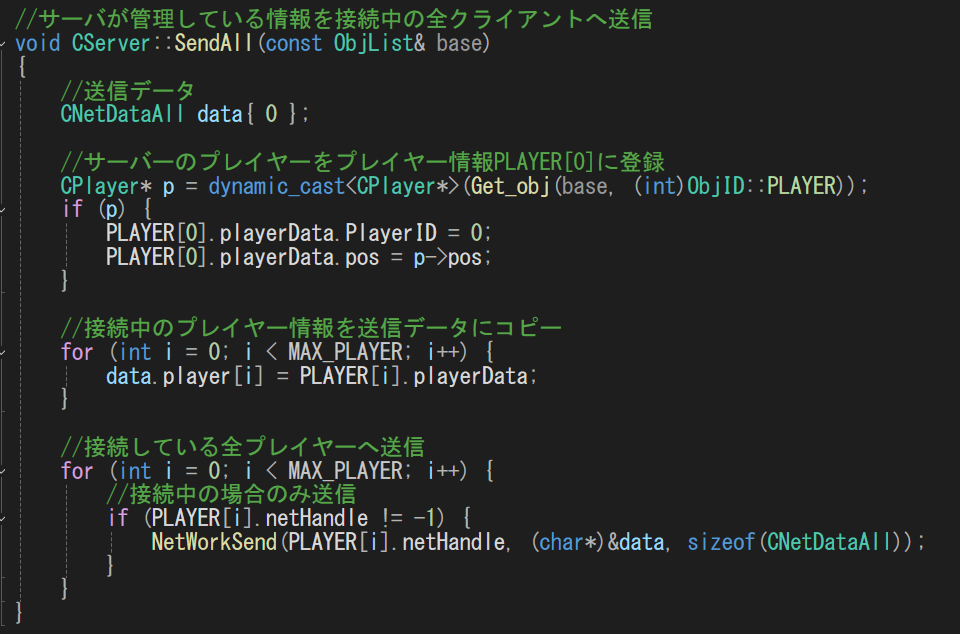 //サーバが管理している情報を接続中の全クライアントへ送信
void CServer::SendAll(const ObjList& base)
{
    //送信データ
    CNetDataAll data{ 0 };

    //サーバーのプレイヤーをプレイヤー情報PLAYER[0]に登録
    CPlayer* p = dynamic_cast<CPlayer*>(Get_obj(base, (int)ObjID::PLAYER));
    if (p) {
        PLAYER[0].playerData.PlayerID = 0;
        PLAYER[0].playerData.pos = p->pos;
    }

    //接続中のプレイヤー情報を送信データにコピー
    for (int i = 0; i < MAX_PLAYER; i++) {
        data.player[i] = PLAYER[i].playerData;
    }

    //接続している全プレイヤーへ送信
    for (int i = 0; i < MAX_PLAYER; i++) {
        //接続中の場合のみ送信
        if (PLAYER[i].netHandle != -1) {
            NetWorkSend(PLAYER[i].netHandle, (char*)&data, sizeof(CNetDataAll));
        }
    }
}